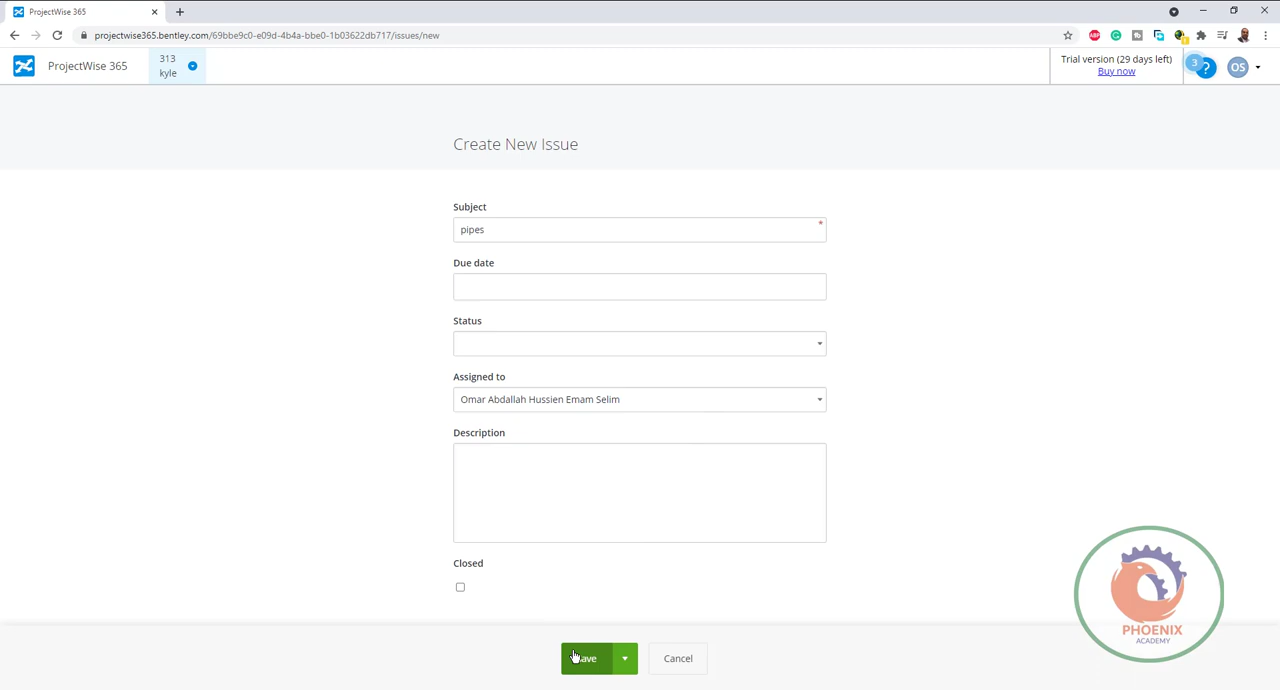 ProjectWise 365
projectwise365.bentley.com/69bbe9c0-e09d-4b4a-bbe0-1b03622db717/issues/new
ABP
ProjectWise 365
313
kyle
Trial version (29 days left)
Buy now
3
?
OS
Create New Issue
Subject
pipes
*
Due date
Status
Assigned to
Omar Abdallah Hussien Emam Selim
Description
Closed
Cancel
PHOENIX
ACADEMY